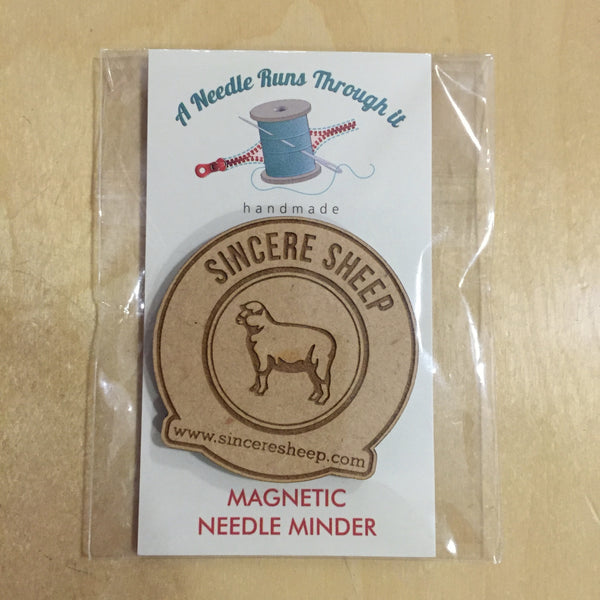 A Needle Runs Through it
handmade
SINCERE SHEEP
www.sinceresheep.com
MAGNETIC
NEEDLE MINDER